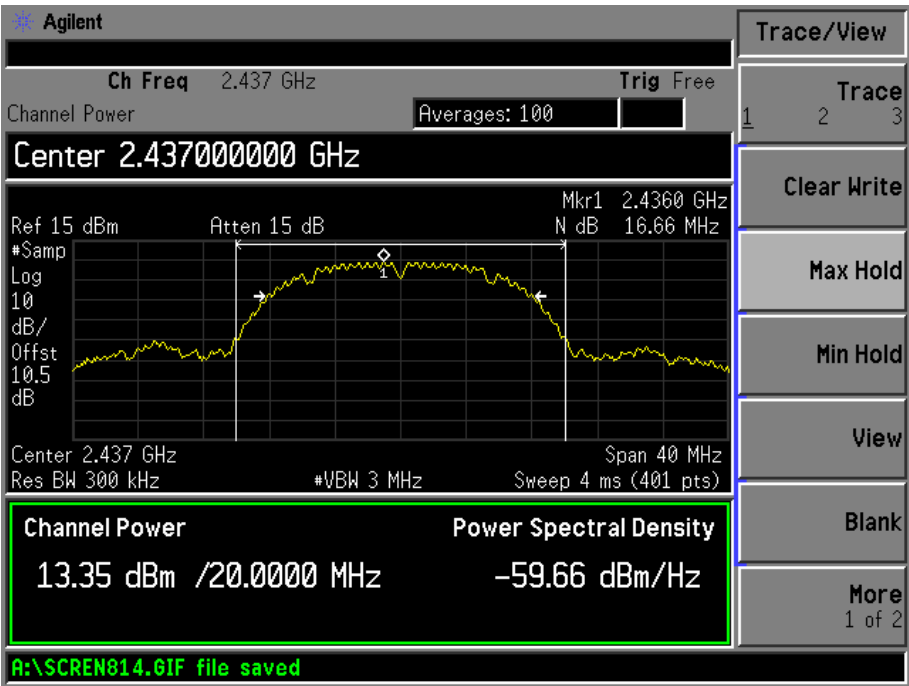 Agilent
Ch Freq 2.437 GHz Trig Free
Channel Power Averages: 100
Center 2.437000000 GHz
Mkr1 2.4360 GHz
Ref 15 dBm Atten 15 dB N dB 16.66 MHz
#Samp
Log
10
dB/
Offst
10.5
dB
1
Center 2.437 GHz Span 40 MHz
Res BW 300 kHz #VBW 3 MHz Sweep 4 ms (401 pts)
Channel Power Power Spectral Density
13.35 dBm /20.0000 MHz -59.66 dBm/Hz
A:\SCREN814.GIF file saved
Trace/View
Trace
1 2 3
Clear Write
Max Hold
Min Hold
View
Blank
More
1 of 2